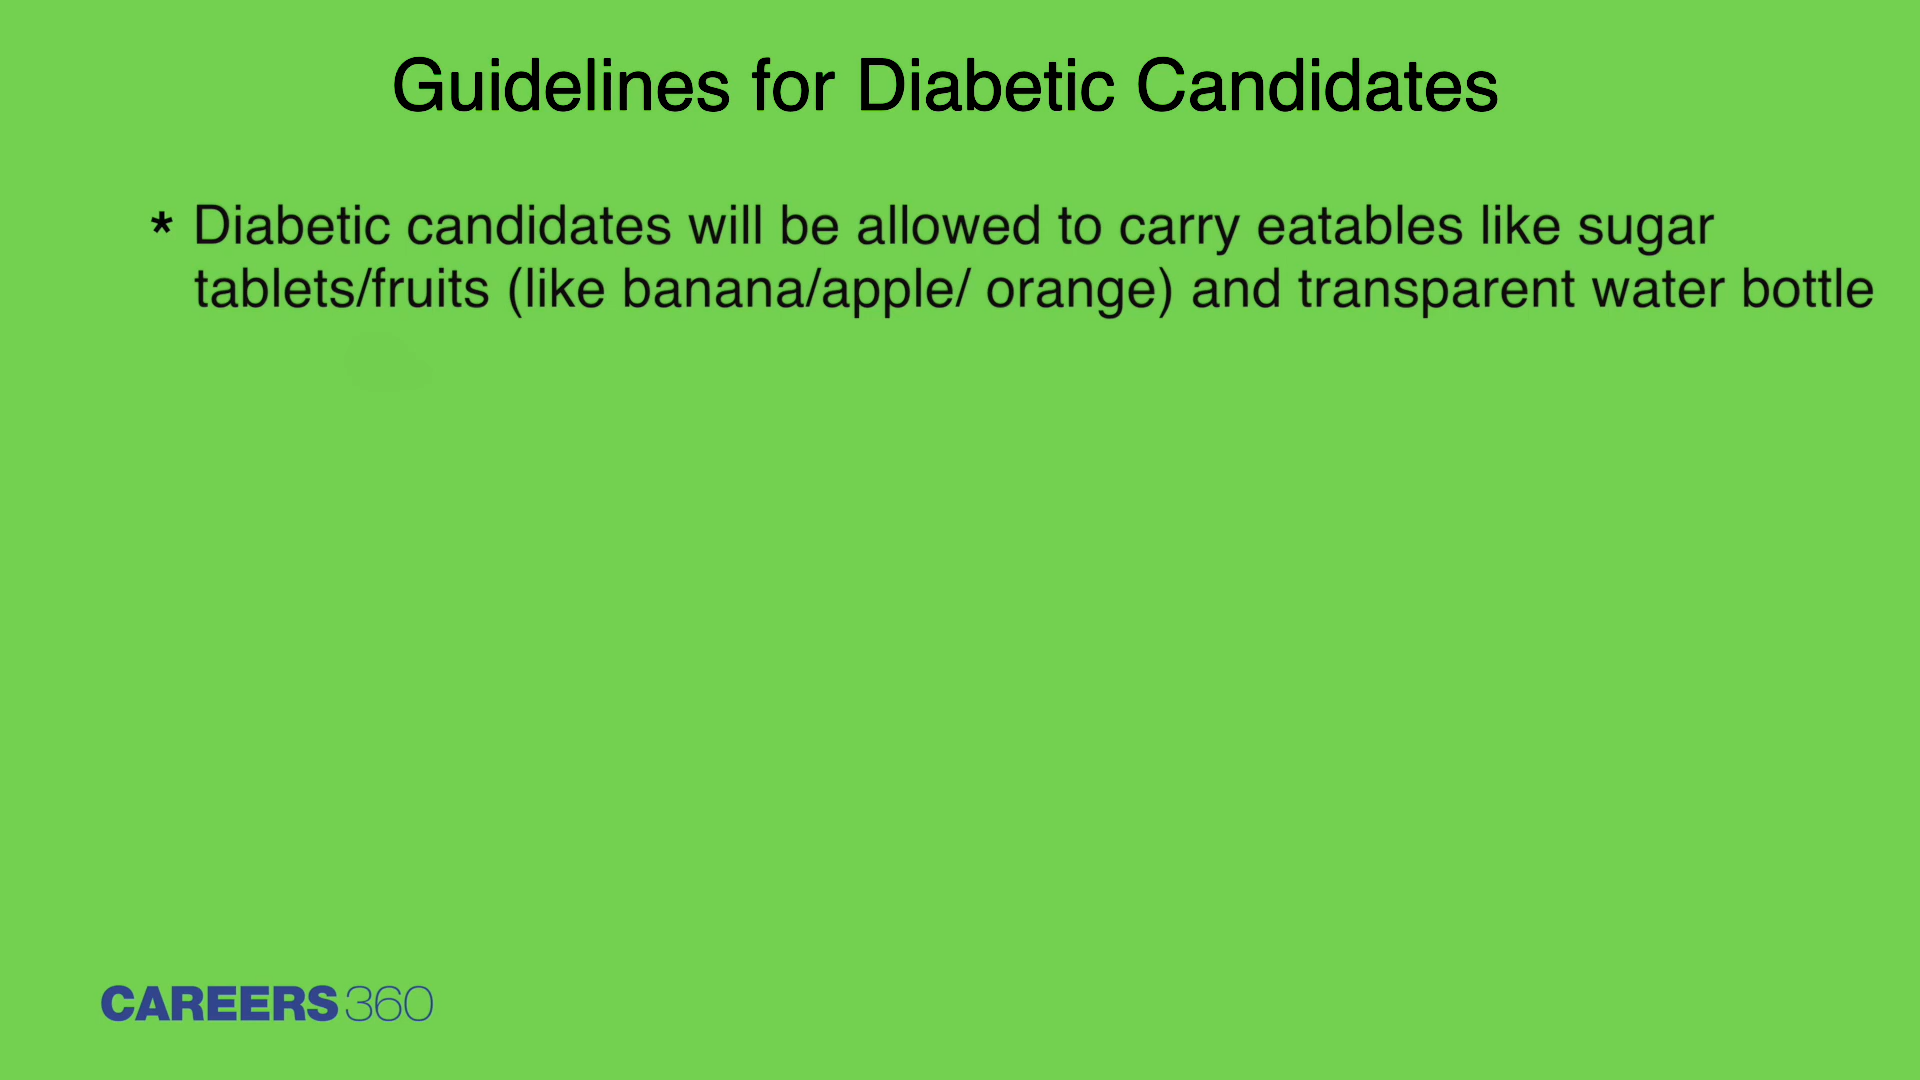 Guidelines for Diabetic Candidates
* Diabetic candidates will be allowed to carry eatables like sugar
tablets/fruits (like banana/apple/ orange) and transparent water bottle
CAREERS360